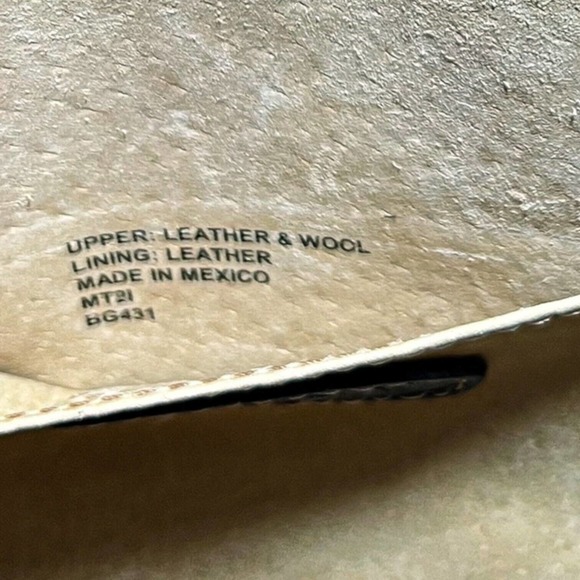 UPPER: LEATHER & WOOL
LINING: LEATHER
MADE IN MEXICO
MT2I
BG431